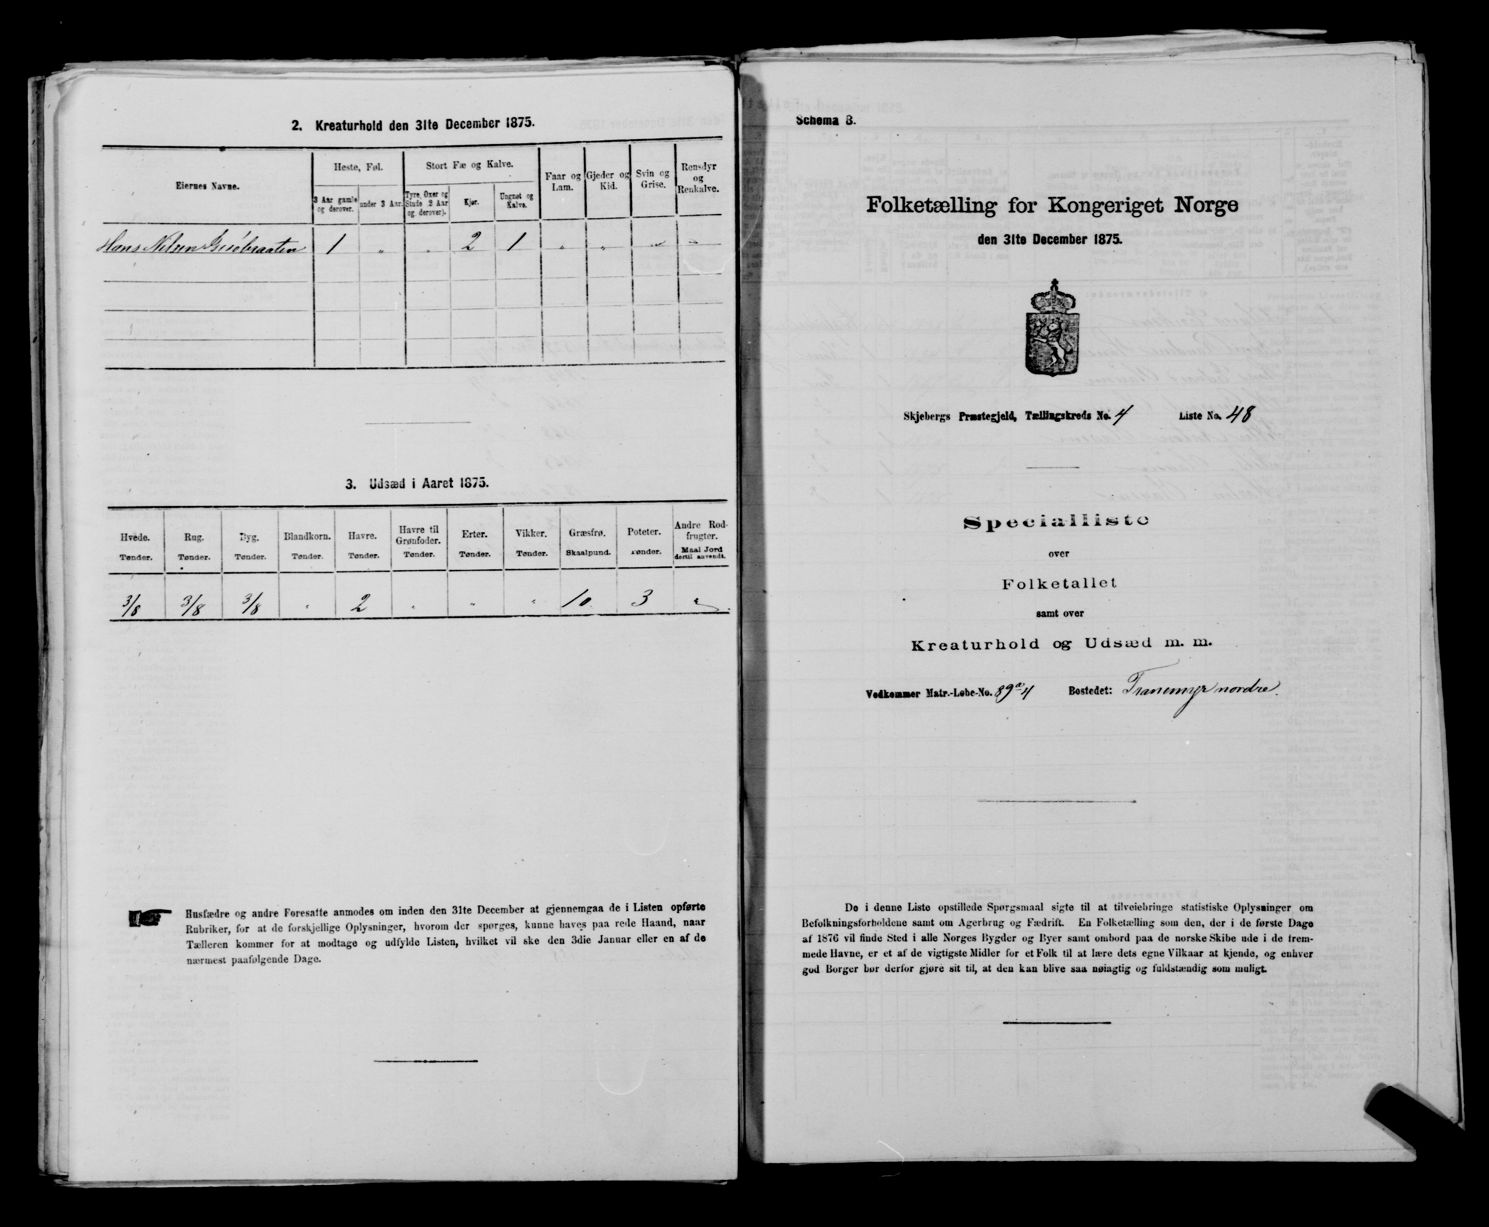 2. Kreaturhold den 31te December 1875.
Eiernes Navne.
Heste, Føl.
3 Aar gamle og derover.
under 3 Aar.
Stort Fæ og Kalve.
Tyre, Oxer og Stude 2 Aar og derover).
Kjør.
Ungnøt og Kalve.
Faar og Lam.
Gjeder og Kid.
Svin og Grise.
Rensdyr og Renkalve.
Hans Nilsen 1 " " 2 1 " " " "
3. Udsæd i Aaret 1875.
Hvede. Rug. Byg. Blandkorn. Havre. Havre til Grønfoder. Erter. Vikker. Græsfrø. Poteter. Andre Rodfrugter.
Tønder. Tønder. Tønder. Tønder. Tønder. Tønder. Tønder. Tønder. Skaalpund. Tønder. Maal Jord dertil anvendt.
3/8 3/8 3/8 " 2 " " " 10 3 "
Husfædre og andre Foresatte anmodes om inden den 31te December at gjennemgaa de i Listen opførte
Rubriker, for at de forskjellige Oplysninger, hvorom der spørges, kunne haves paa rede Haand, naar
Tælleren kommer for at modtage og udfylde Listen, hvilket vil ske den 3die Januar eller en af de
nærmest paafølgende Dage.
Schema B.
Folketælling for Kongeriget Norge
den 31te December 1875.
Skjebergs Præstegjeld, Tællingskreds No. 4 Liste No. 48
Specialliste
over
Folketallet
samt over
Kreaturhold og Udsæd m. m.
Vedkommer Matr.-Løbe-No. 89a 4 Bostedet: Tranemyr nordre.
De i denne Liste opstillede Spørgsmaal sigte til at tilveiebringe statistiske Oplysninger om
Befolkningsforholdene samt om Agerbrug og Fædrift. En Folketælling som den, der i de første Dage
af 1876 vil finde Sted i alle Norges Bygder og Byer samt ombord paa de norske Skibe ude i de frem-
mede Havne, er et af de vigtigste Midler for et Folk til at lære dets egne Vilkaar at kjende, og enhver
god Borger bør derfor gjøre sit til, at den kan blive saa nøiagtig og fuldstændig som muligt.